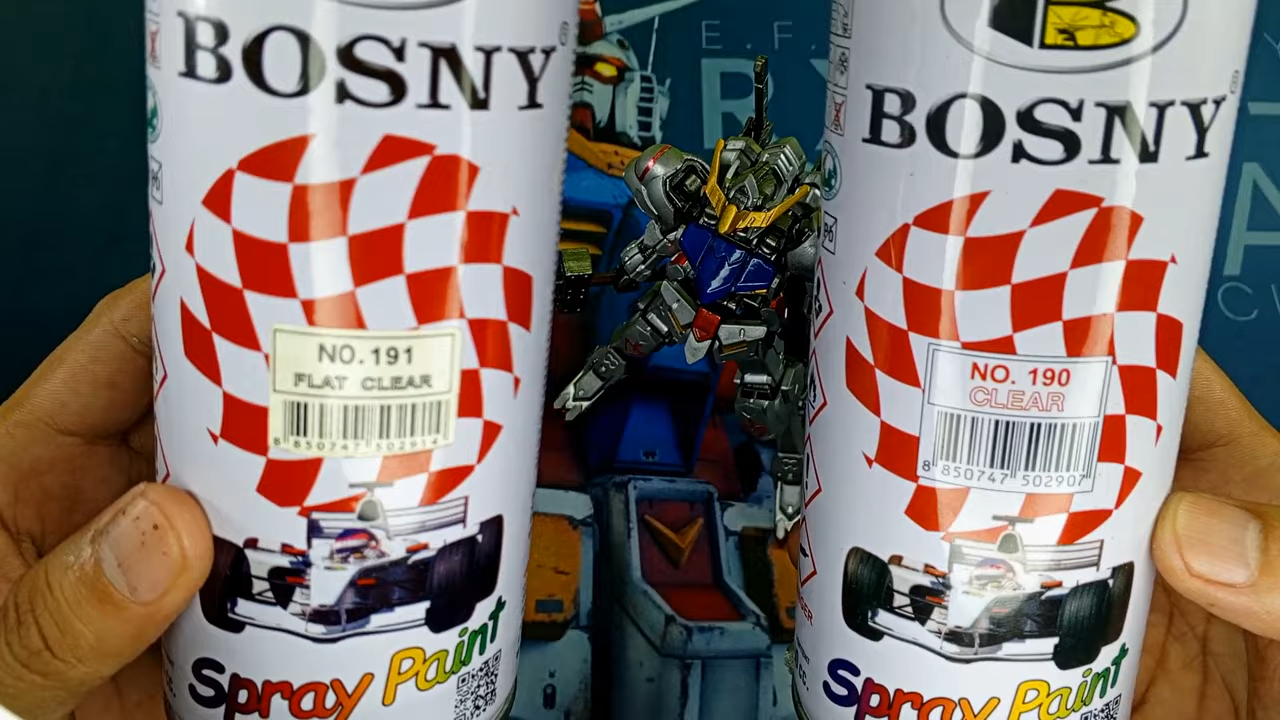 BOSNY
NO.191
FLAT CLEAR
8 850747 502914
Spray Paint
E.F.
R
BOSNY
NO. 190
CLEAR
8 850747 502907
Spray Paint